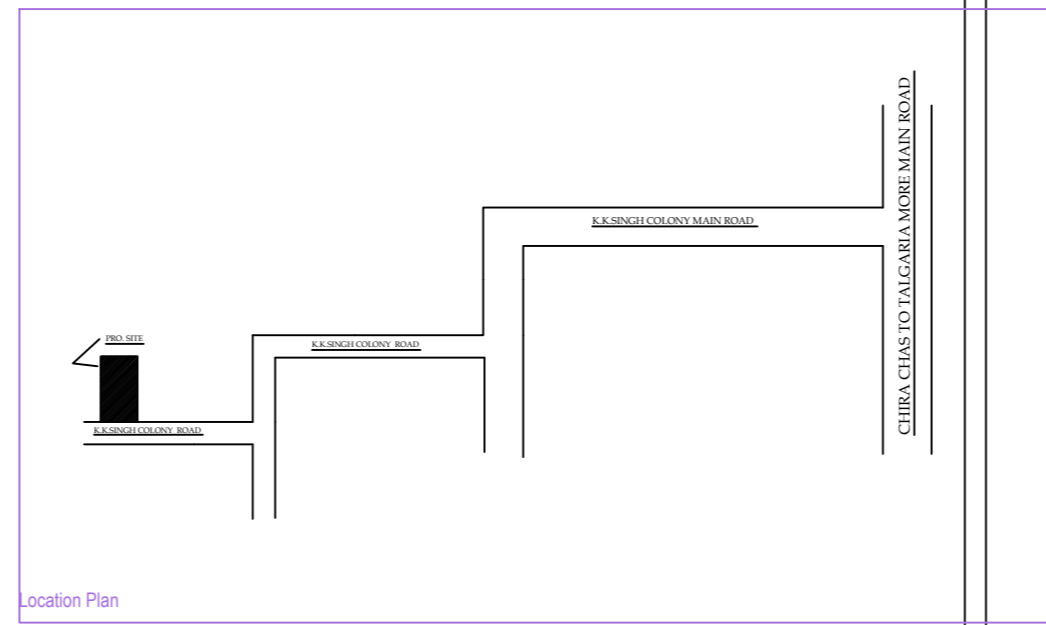 CHIRA CHAS TO TALGARIA MORE MAIN ROAD
K.K.SINGH COLONY MAIN ROAD
PRO. SITE
K.K.SINGH COLONY ROAD
K.K.SINGH COLONY ROAD
Location Plan